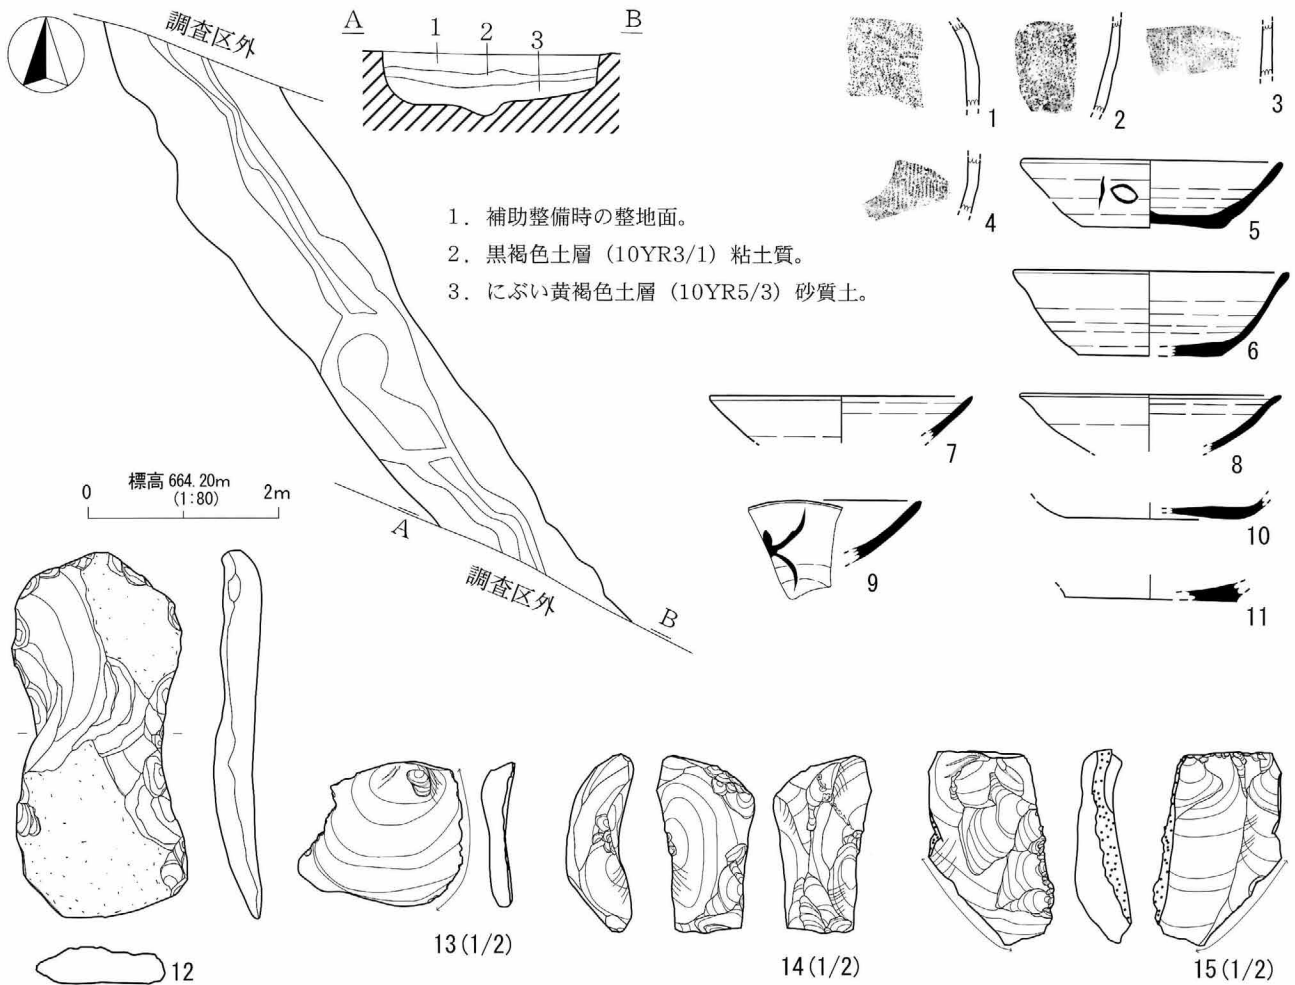 調査区外
A
B
1
2
3
1. 補助整備時の整地面。
2. 黒褐色土層（10YR3/1）粘土質。
3. にぶい黄褐色土層（10YR5/3）砂質土。
標高 664.20m
(1:80)
0
2m
A
調査区外
B
1
2
3
4
5
6
7
8
9
10
11
12
13(1/2)
14(1/2)
15(1/2)